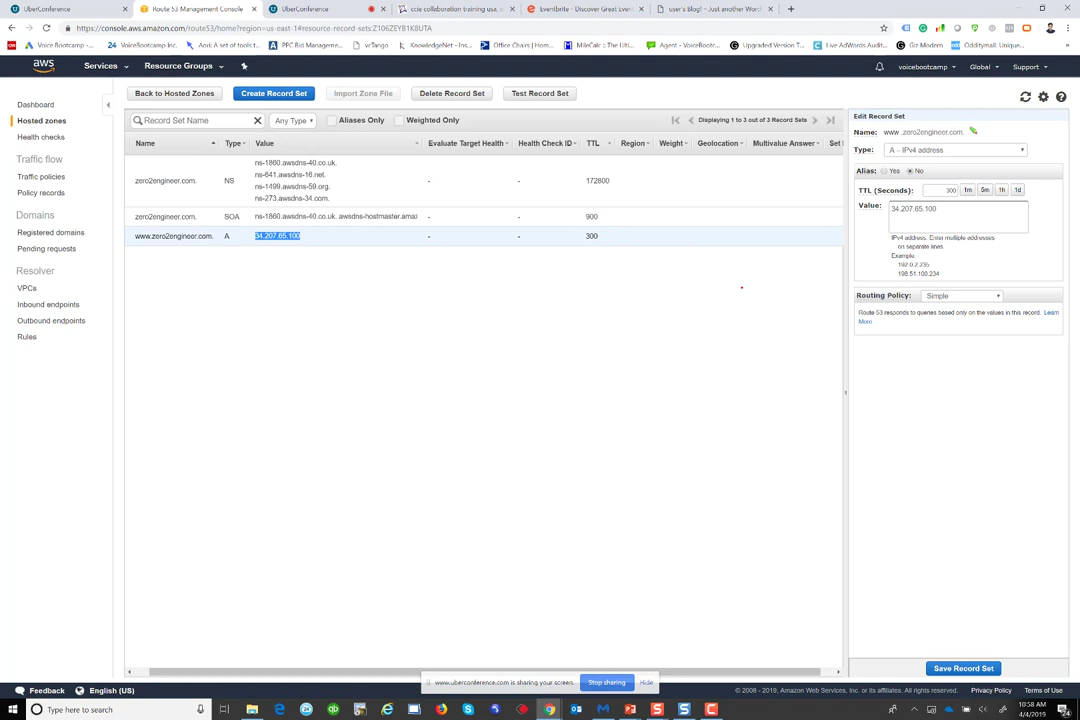 UberConference
Route 53 Management Console
UberConference
ccie collaboration training usa, o
Eventbrite - Discover Great Event
user's Blog! – Just another Word
https://console.aws.amazon.com/route53/home?region=us-east-1#resource-record-sets:Z106ZEYB1K8UTA
Voice Bootcamp -
VoiceBootcamp Inc.
PPC Bid Manageme...
vcTango
KnowledgeNet - Ins...
Office Chairs | Hom...
MileCalc | The Ulti...
Agent - VoiceBootc...
Upgraded Version T...
Live AdWords Audit...
Giz Modern
Odditymall. Unique...
aws
Services
Resource Groups
voicebootcamp
Global
Support
Dashboard
Hosted zones
Health checks
Traffic flow
Traffic policies
Policy records
Domains
Registered domains
Pending requests
Resolver
VPCs
Inbound endpoints
Outbound endpoints
Rules
Back to Hosted Zones
Create Record Set
Import Zone File
Delete Record Set
Test Record Set
Record Set Name
Any Type
Aliases Only
Weighted Only
Displaying 1 to 3 out of 3 Record Sets
Name
Type
Value
Evaluate Target Health
Health Check ID
TTL
Region
Weight
Geolocation
Multivalue Answer
Set
zero2engineer.com.
NS
ns-1860.awsdns-40.co.uk.
ns-641.awsdns-16.net.
ns-1499.awsdns-59.org.
ns-273.awsdns-34.com.
-
-
172800
zero2engineer.com.
SOA
ns-1860.awsdns-40.co.uk. awsdns-hostmaster.amaz
-
-
900
www.zero2engineer.com.
A
34.207.65.100
-
-
300
Edit Record Set
Name: www .zero2engineer.com.
Type: A – IPv4 address
Alias: Yes No
TTL (Seconds): 300 1m 5m 1h 1d
Value: 34.207.65.100
IPv4 address. Enter multiple addresses
on separate lines.
Example
192.0.2.235
198.51.100.234
Routing Policy: Simple
Route 53 responds to queries based only on the values in this record. Learn
More
Save Record Set
www.uberconference.com is sharing your screen.
Stop sharing
Hide
Feedback
English (US)
© 2008 - 2019, Amazon Web Services, Inc. or its affiliates. All rights reserved.
Privacy Policy
Terms of Use
Type here to search
10:58 AM
4/4/2019
24